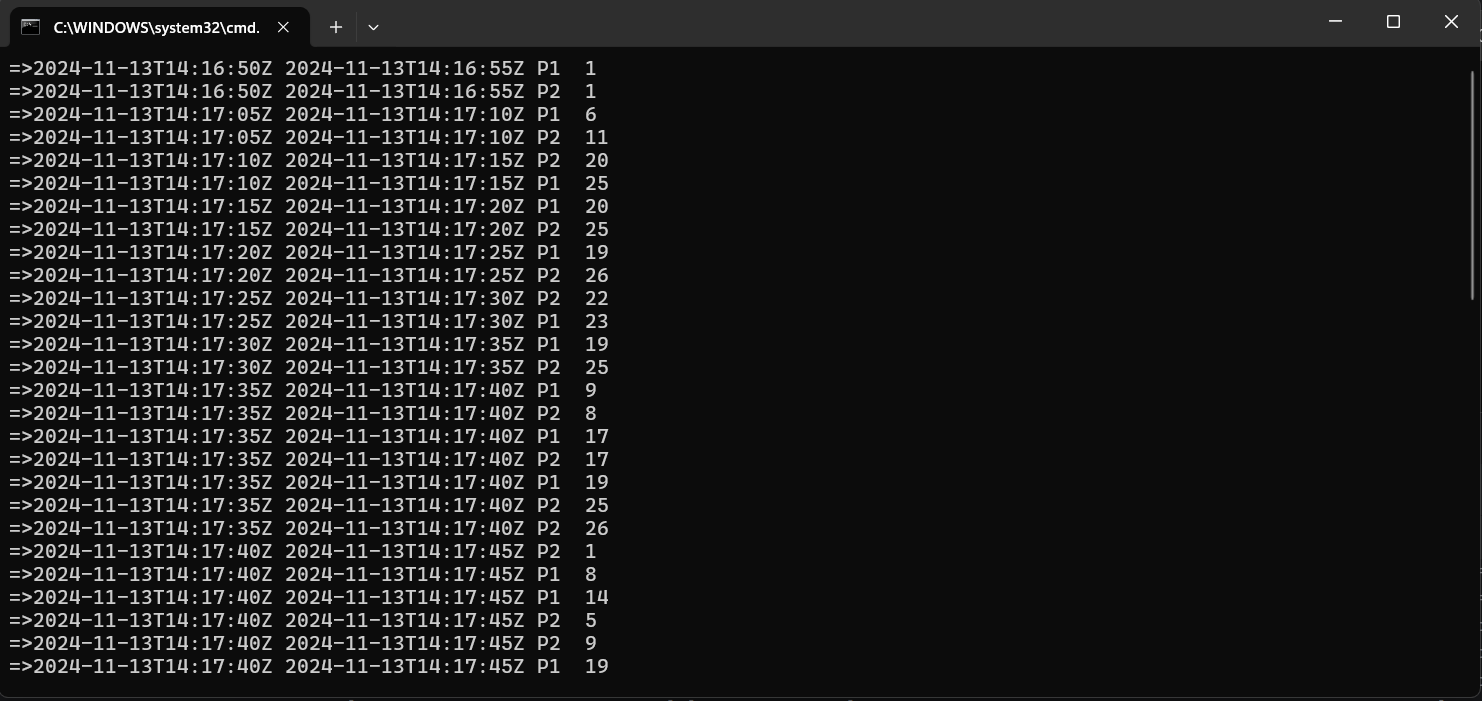 C:\WINDOWS\system32\cmd.
=>2024-11-13T14:16:50Z 2024-11-13T14:16:55Z P1  1
=>2024-11-13T14:16:50Z 2024-11-13T14:16:55Z P2  1
=>2024-11-13T14:17:05Z 2024-11-13T14:17:10Z P1  6
=>2024-11-13T14:17:05Z 2024-11-13T14:17:10Z P2  11
=>2024-11-13T14:17:10Z 2024-11-13T14:17:15Z P2  20
=>2024-11-13T14:17:10Z 2024-11-13T14:17:15Z P1  25
=>2024-11-13T14:17:15Z 2024-11-13T14:17:20Z P1  20
=>2024-11-13T14:17:15Z 2024-11-13T14:17:20Z P2  25
=>2024-11-13T14:17:20Z 2024-11-13T14:17:25Z P1  19
=>2024-11-13T14:17:20Z 2024-11-13T14:17:25Z P2  26
=>2024-11-13T14:17:25Z 2024-11-13T14:17:30Z P2  22
=>2024-11-13T14:17:25Z 2024-11-13T14:17:30Z P1  23
=>2024-11-13T14:17:30Z 2024-11-13T14:17:35Z P1  19
=>2024-11-13T14:17:30Z 2024-11-13T14:17:35Z P2  25
=>2024-11-13T14:17:35Z 2024-11-13T14:17:40Z P1  9
=>2024-11-13T14:17:35Z 2024-11-13T14:17:40Z P2  8
=>2024-11-13T14:17:35Z 2024-11-13T14:17:40Z P1  17
=>2024-11-13T14:17:35Z 2024-11-13T14:17:40Z P2  17
=>2024-11-13T14:17:35Z 2024-11-13T14:17:40Z P1  19
=>2024-11-13T14:17:35Z 2024-11-13T14:17:40Z P2  25
=>2024-11-13T14:17:35Z 2024-11-13T14:17:40Z P2  26
=>2024-11-13T14:17:40Z 2024-11-13T14:17:45Z P2  1
=>2024-11-13T14:17:40Z 2024-11-13T14:17:45Z P1  8
=>2024-11-13T14:17:40Z 2024-11-13T14:17:45Z P1  14
=>2024-11-13T14:17:40Z 2024-11-13T14:17:45Z P2  5
=>2024-11-13T14:17:40Z 2024-11-13T14:17:45Z P2  9
=>2024-11-13T14:17:40Z 2024-11-13T14:17:45Z P1  19